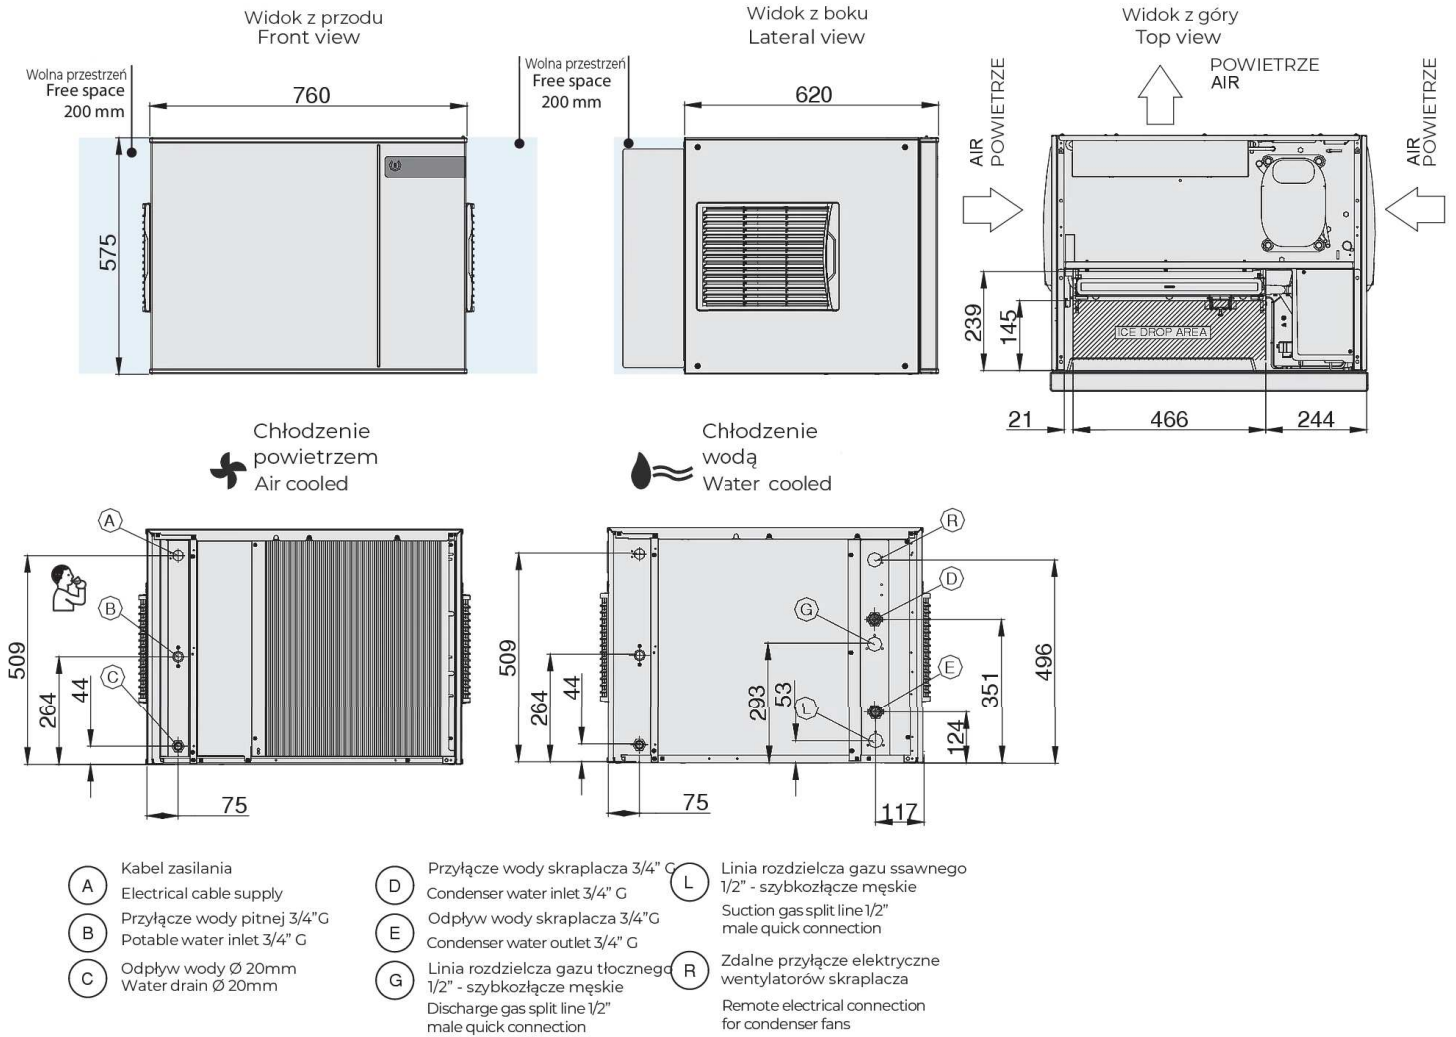 Widok z przodu
Front view
Widok z boku
Lateral view
Widok z góry
Top view
Wolna przestrzeń
Free space
200 mm
760
Wolna przestrzeń
Free space
200 mm
620
POWIETRZE
AIR
AIR
POWIETRZE
AIR
POWIETRZE
575
239
145
ICE DROP AREA
21
466
244
Chłodzenie
powietrzem
Air cooled
Chłodzenie
wodą
Water cooled
A
B
C
509
264
44
75
R
D
G
E
L
509
264
44
293
53
124
351
496
75
117
A
Kabel zasilania
Electrical cable supply
B
Przyłącze wody pitnej 3/4”G
Potable water inlet 3/4” G
C
Odpływ wody Ø 20mm
Water drain Ø 20mm
D
Przyłącze wody skraplacza 3/4” G
Condenser water inlet 3/4” G
E
Odpływ wody skraplacza 3/4”G
Condenser water outlet 3/4” G
G
Linia rozdzielcza gazu tłocznego
1/2” - szybkozłącze męskie
Discharge gas split line 1/2”
male quick connection
L
Linia rozdzielcza gazu ssawnego
1/2” - szybkozłącze męskie
Suction gas split line 1/2”
male quick connection
R
Zdalne przyłącze elektryczne
wentylatorów skraplacza
Remote electrical connection
for condenser fans